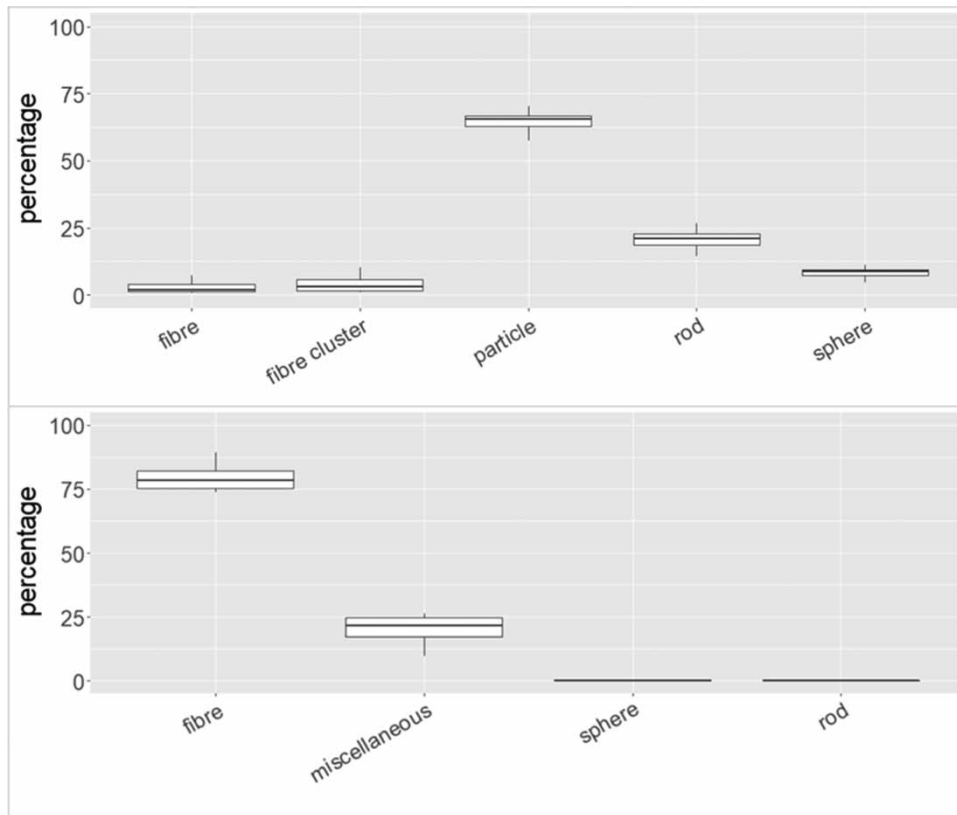 percentage
100
75
50
25
0
fibre
fibre cluster
particle
rod
sphere
percentage
100
75
50
25
0
fibre
miscellaneous
sphere
rod